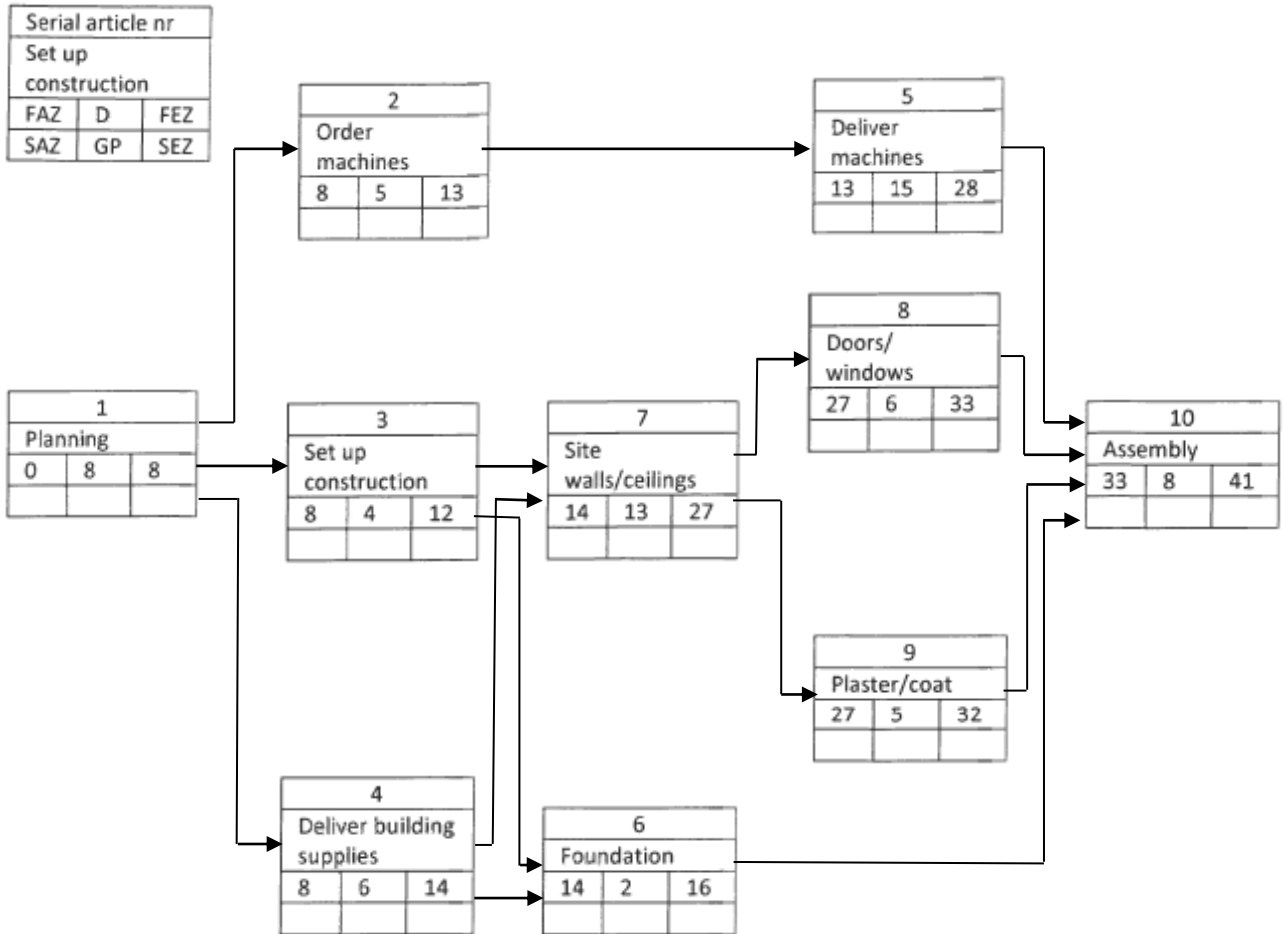 Serial article nr
Set up
construction
FAZ D FEZ
SAZ GP SEZ
2
Order
machines
8 5 13
5
Deliver
machines
13 15 28
8
Doors/
windows
27 6 33
1
Planning
0 8 8
3
Set up
construction
8 4 12
7
Site
walls/ceilings
14 13 27
10
Assembly
33 8 41
9
Plaster/coat
27 5 32
4
Deliver building
supplies
8 6 14
6
Foundation
14 2 16